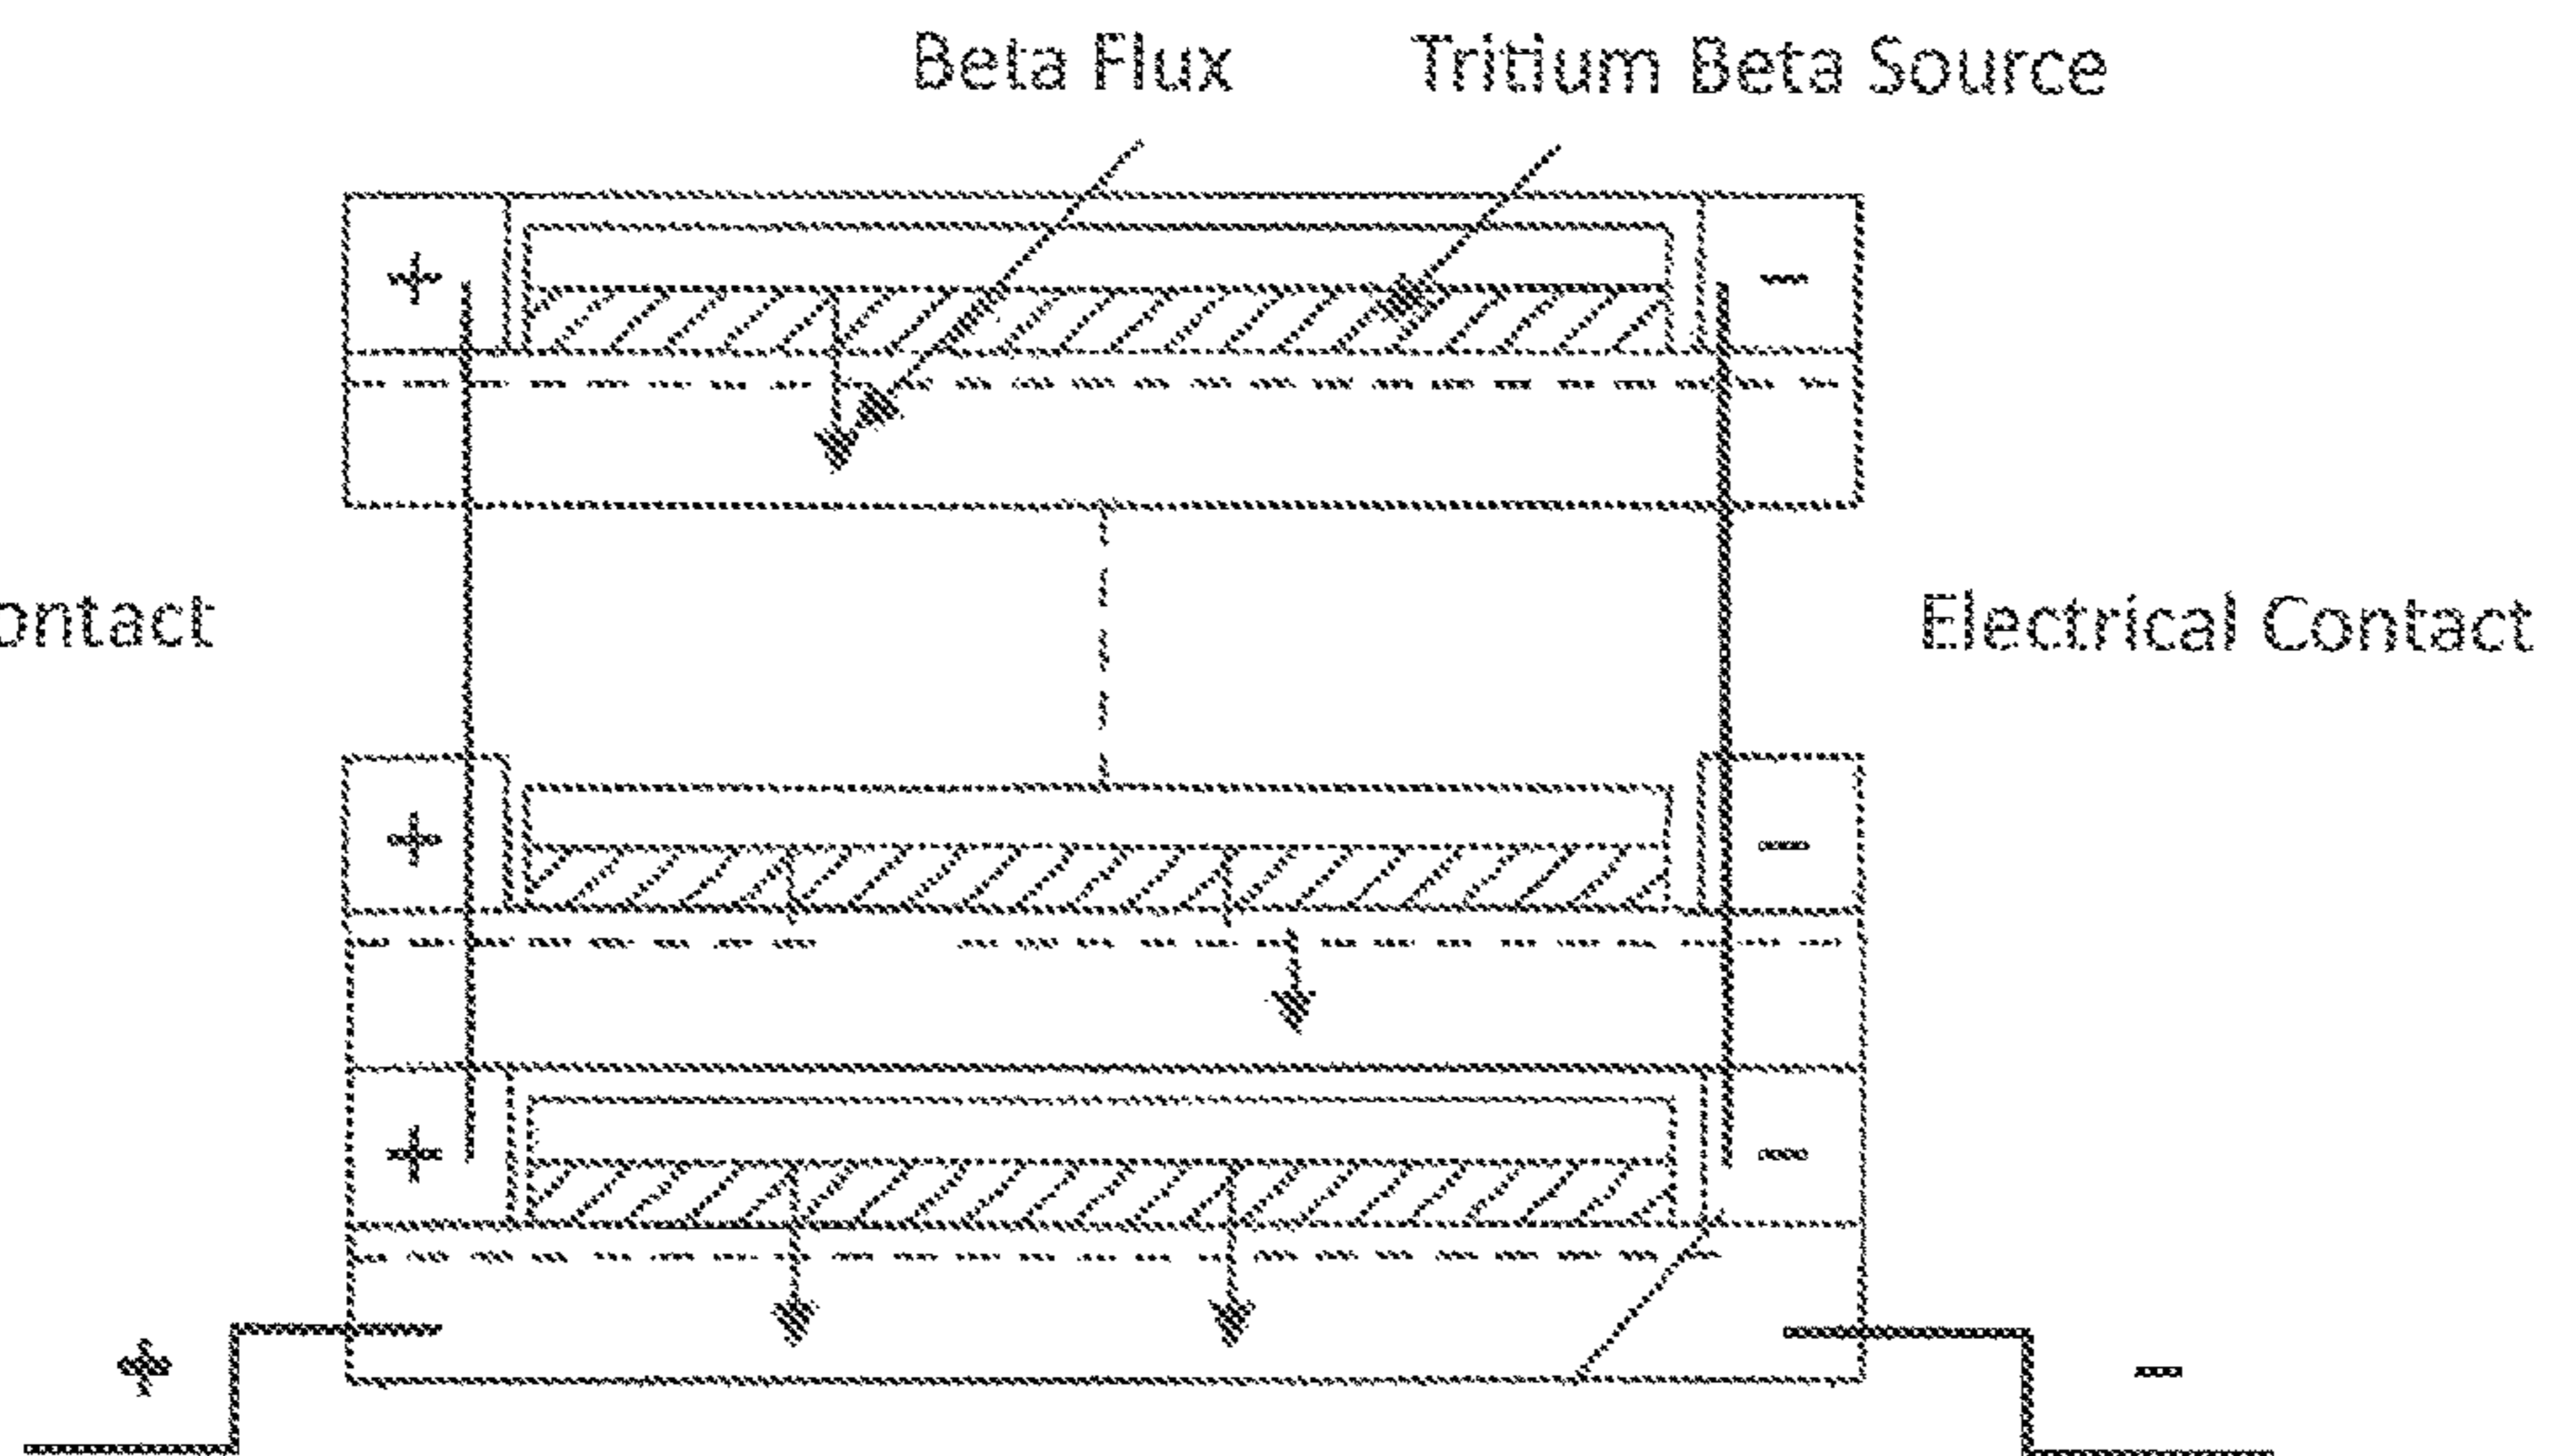 Beta Flux Tritium Beta Source
+ −
ontact Electrical Contact
+ −
+ −
+ −